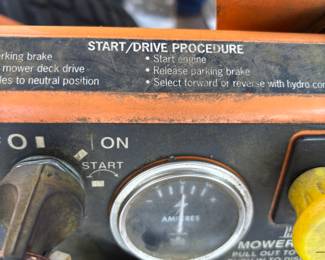 START/DRIVE PROCEDURE
arking brake
• Start engine
mower deck drive
• Release parking brake
les to neutral position
• Select forward or reverse with hydro con
O
ON
START
AMPERES
MOWER
PULL OUT TO